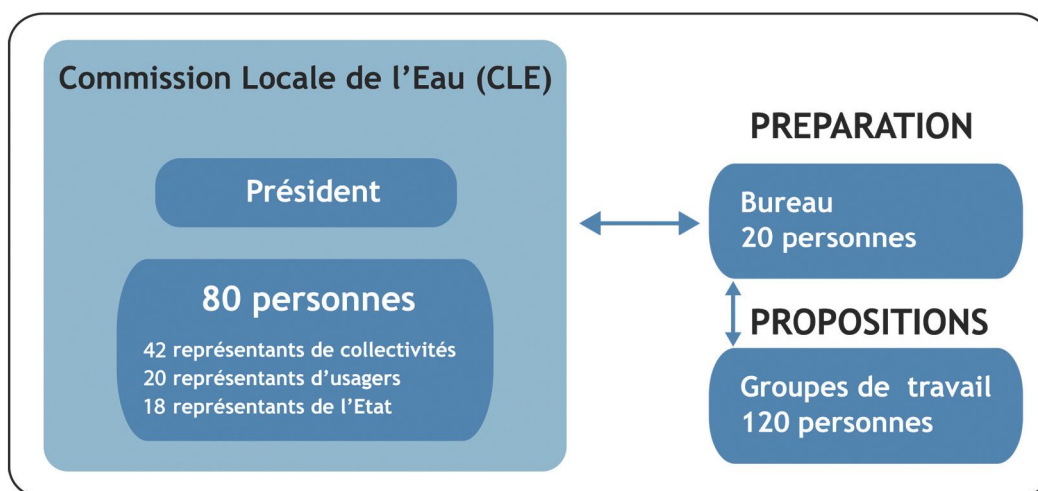 Commission Locale de l'Eau (CLE)
Président
80 personnes
42 représentants de collectivités
20 représentants d'usagers
18 représentants de l'Etat
PREPARATION
Bureau
20 personnes
PROPOSITIONS
Groupes de travail
120 personnes